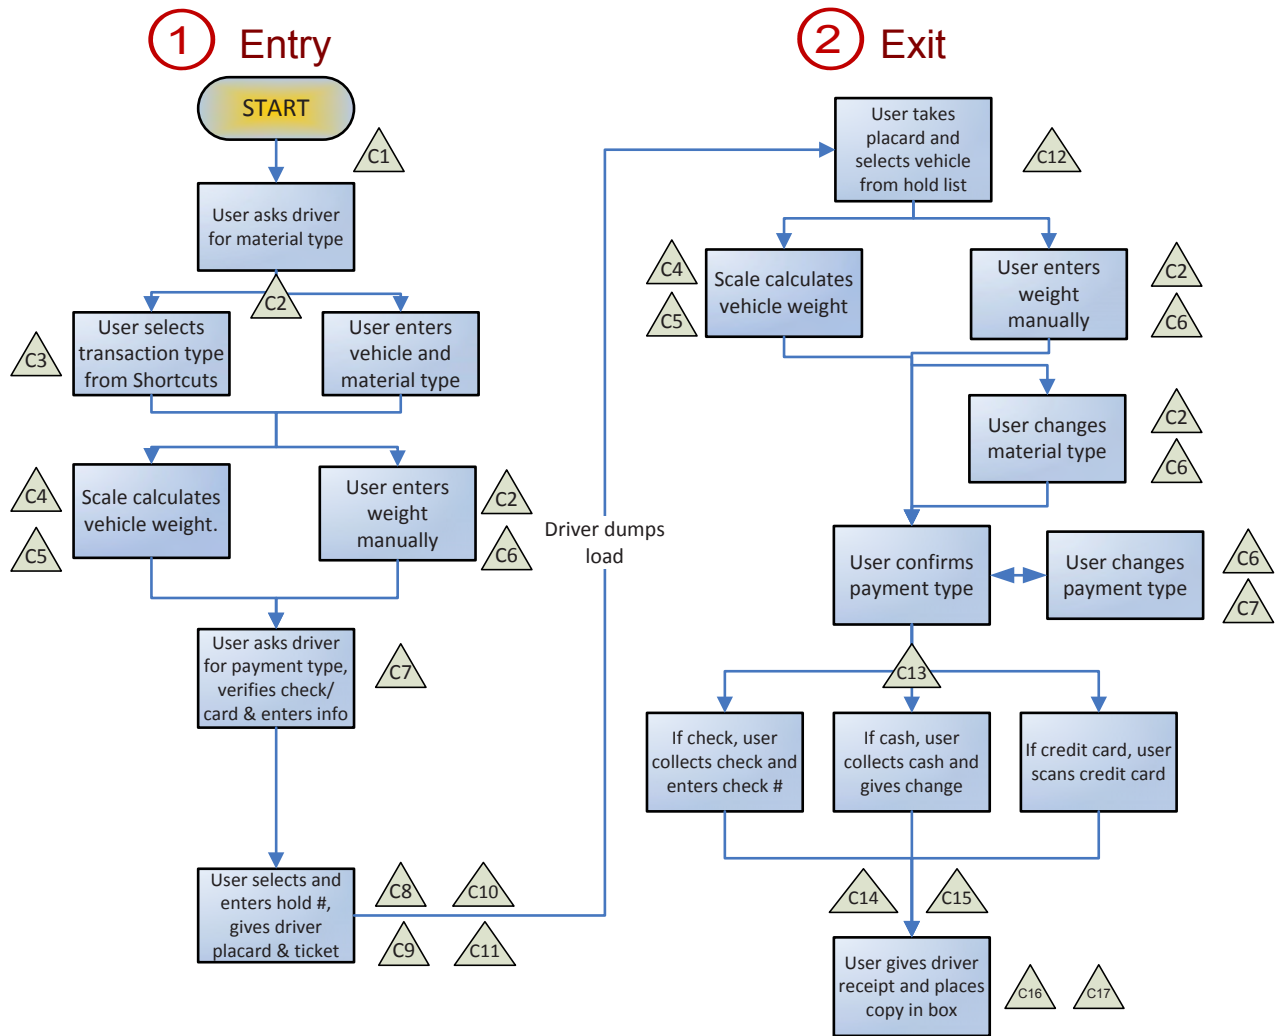 1 Entry
START
C1
User asks driver
for material type
C2
User selects
transaction type
from Shortcuts
C3
User enters
vehicle and
material type
C4
C5
Scale calculates
vehicle weight.
User enters
weight
manually
C2
C6
User asks driver
for payment type,
verifies check/
card & enters info
C7
User selects and
enters hold #,
gives driver
placard & ticket
C8
C10
C9
C11
Driver dumps
load
2 Exit
User takes
placard and
selects vehicle
from hold list
C12
C4
C5
Scale calculates
vehicle weight
User enters
weight
manually
C2
C6
User changes
material type
C2
C6
User confirms
payment type
User changes
payment type
C6
C7
C13
If check, user
collects check and
enters check #
If cash, user
collects cash and
gives change
If credit card, user
scans credit card
C14
C15
User gives driver
receipt and places
copy in box
C16
C17